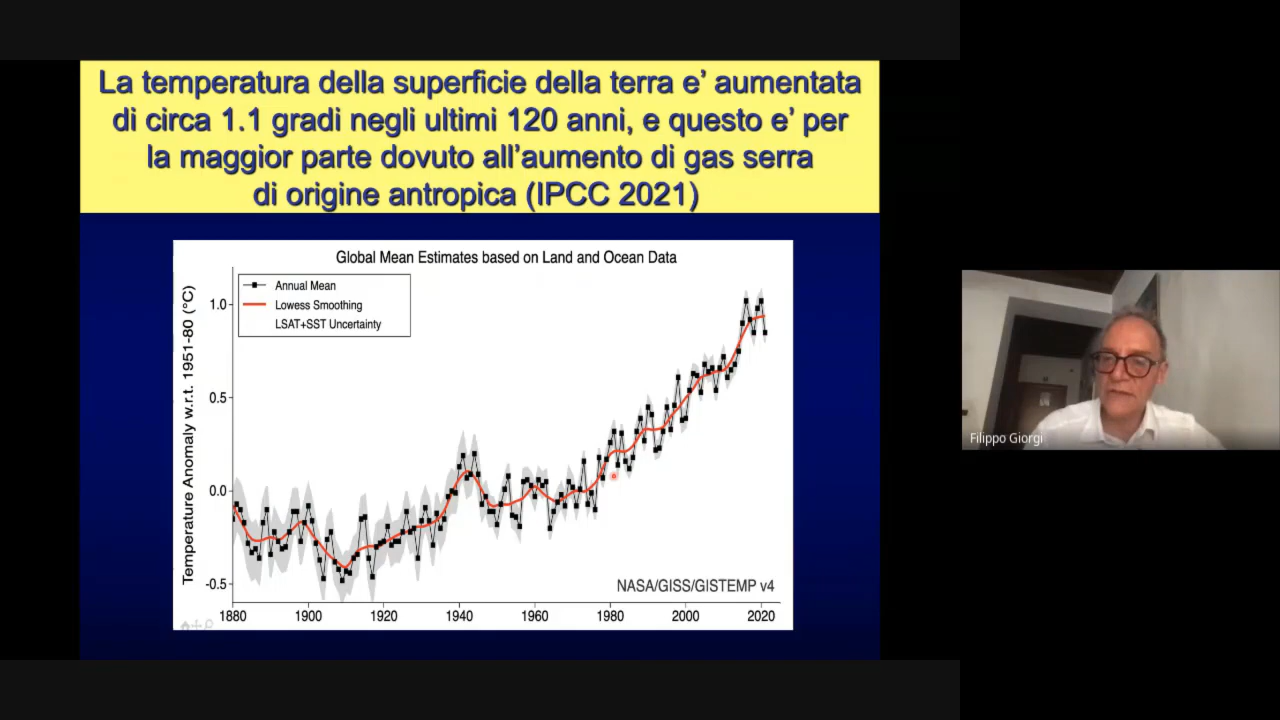 La temperatura della superficie della terra e' aumentata
di circa 1.1 gradi negli ultimi 120 anni, e questo e' per
la maggior parte dovuto all'aumento di gas serra
di origine antropica (IPCC 2021)
Global Mean Estimates based on Land and Ocean Data
Annual Mean
Lowess Smoothing
LSAT+SST Uncertainty
Temperature Anomaly w.r.t. 1951-80 (°C)
1.0
0.5
0.0
-0.5
NASA/GISS/GISTEMP v4
1880 1900 1920 1940 1960 1980 2000 2020
Filippo Giorgi